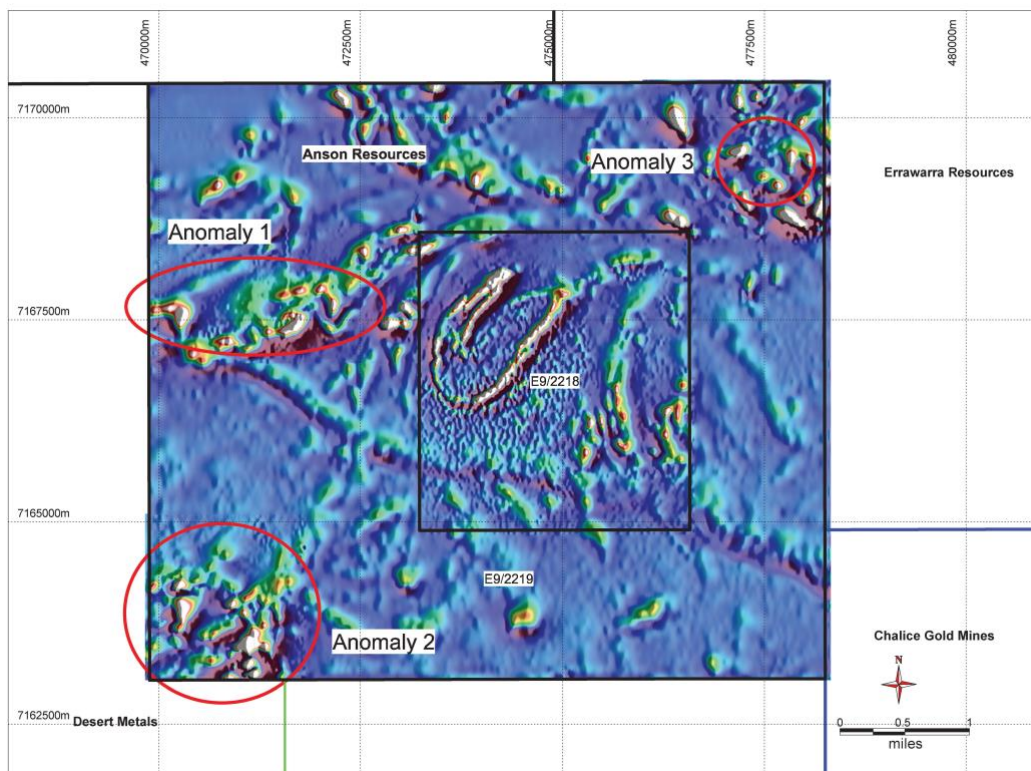 470000m
472500m
475000m
477500m
480000m
7170000m
Anson Resources
Anomaly 3
Errawarra Resources
Anomaly 1
7167500m
E9/2218
7165000m
E9/2219
Anomaly 2
Chalice Gold Mines
N
Desert Metals
7162500m
0 0.5 1
miles